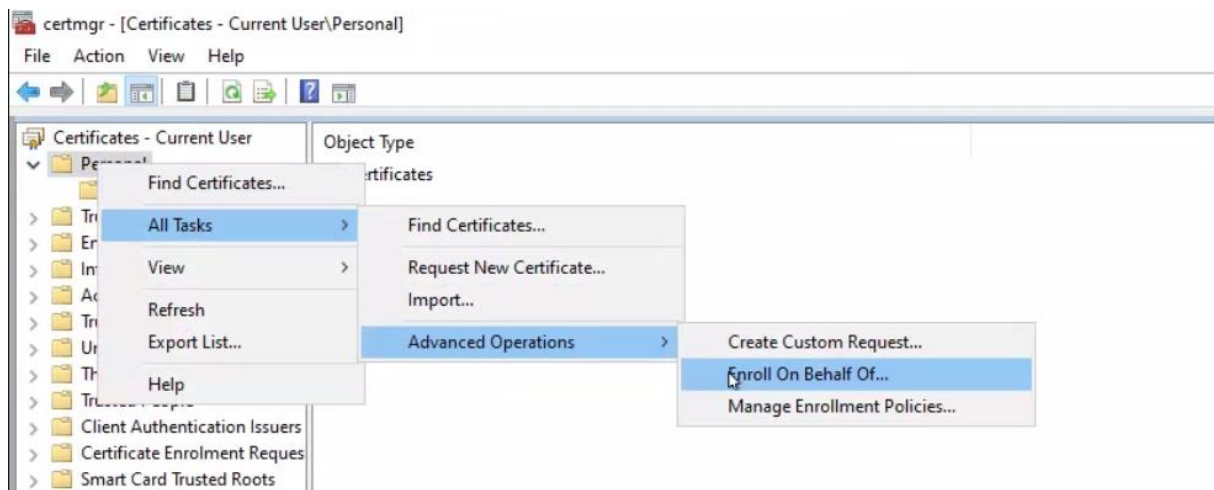 certmgr - [Certificates - Current User\Personal]
File Action View Help
Certificates - Current User
Object Type
Find Certificates...
All Tasks
View
Refresh
Export List...
Help
Find Certificates...
Request New Certificate...
Import...
Advanced Operations
Create Custom Request...
Enroll On Behalf Of...
Manage Enrollment Policies...
Client Authentication Issuers
Certificate Enrolment Reques
Smart Card Trusted Roots